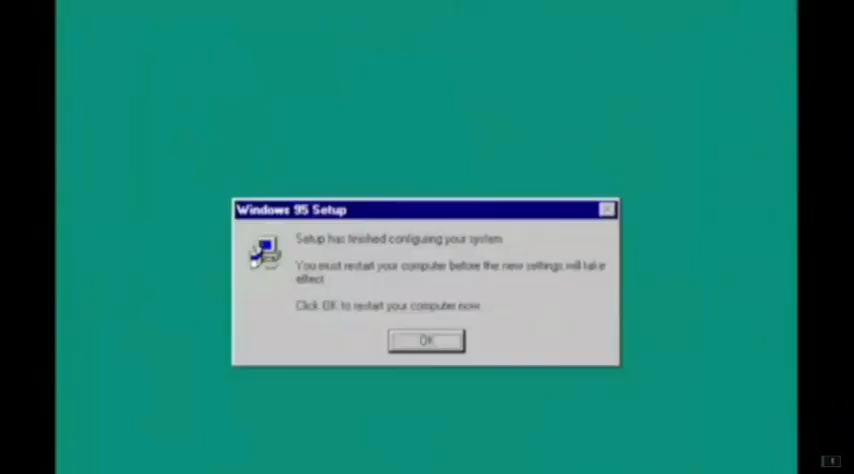 Windows 95 Setup
Setup has finished configuring your system.
You must restart your computer before the new settings will take
effect.
Click OK to restart your computer now.
OK